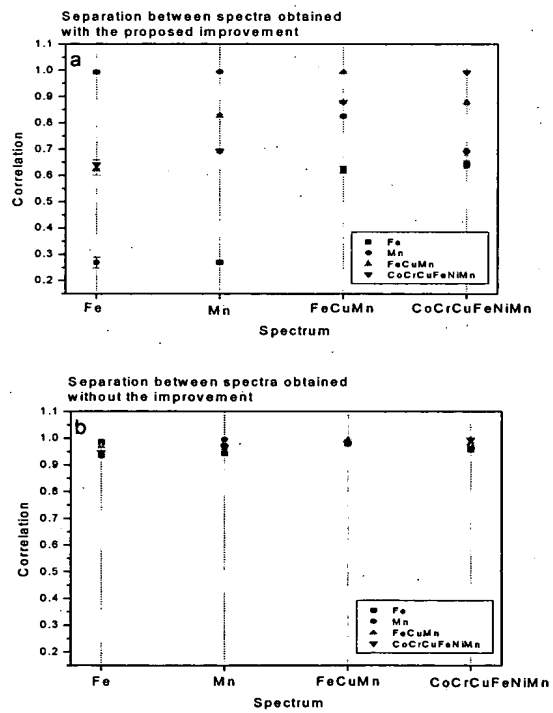 Separation between spectra obtained
with the proposed improvement
a
1.1
1.0
0.9
0.8
0.7
0.6
0.5
0.4
0.3
0.2
Correlation
Fe
Mn
FeCuMn
CoCrCuFeNiMn
Fe Mn FeCuMn CoCrCuFeNiMn
Spectrum
Separation between spectra obtained
without the improvement
b
1.1
1.0
0.9
0.8
0.7
0.6
0.5
0.4
0.3
0.2
Correlation
Fe
Mn
FeCuMn
CoCrCuFeNiMn
Fe Mn FeCuMn CoCrCuFeNiMn
Spectrum